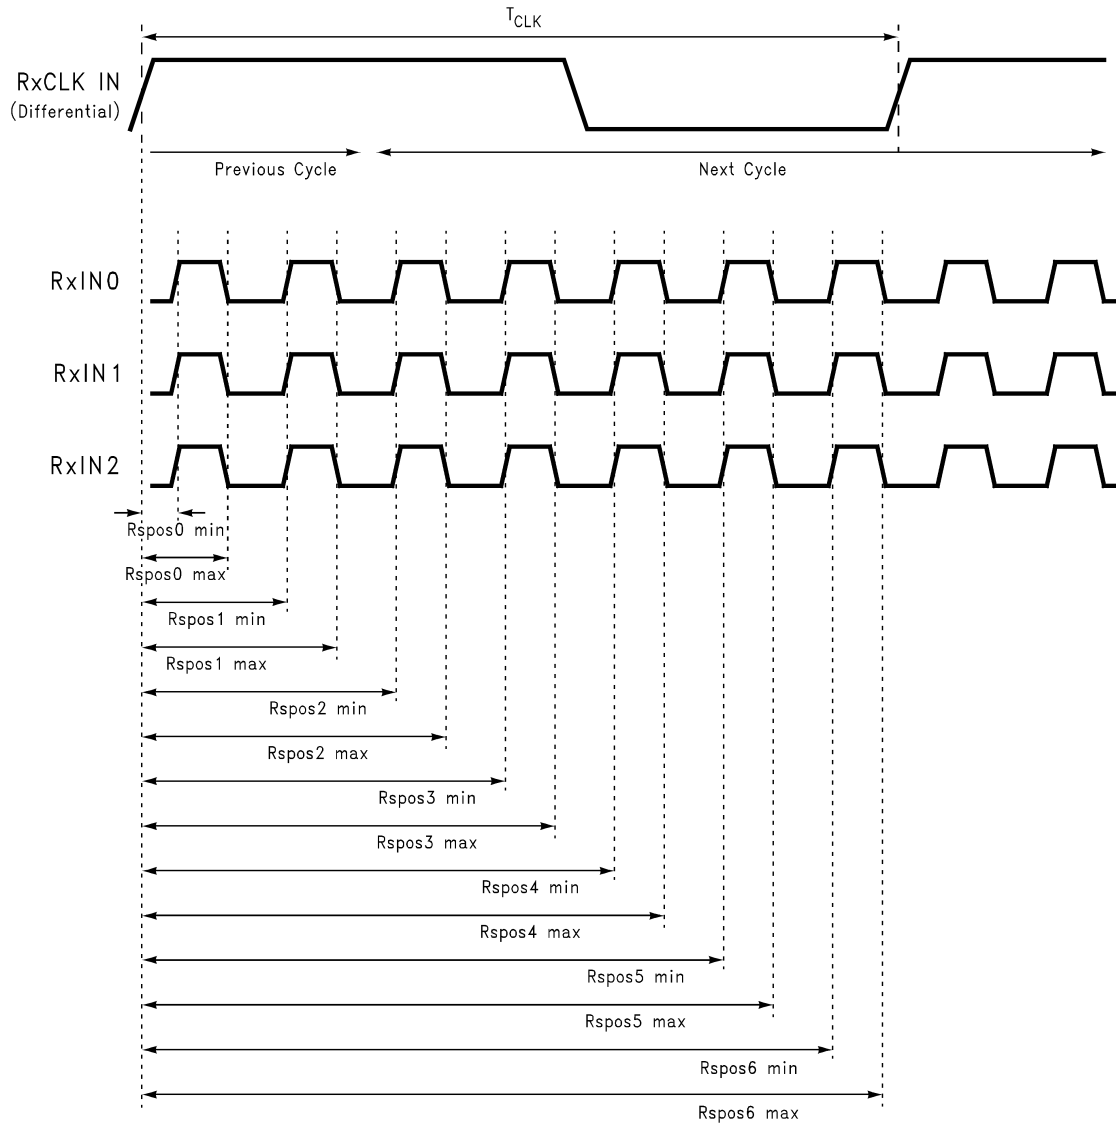 TCLK
RxCLK IN
(Differential)
Previous Cycle
Next Cycle
RxIN0
RxIN1
RxIN2
Rspos0 min
Rspos0 max
Rspos1 min
Rspos1 max
Rspos2 min
Rspos2 max
Rspos3 min
Rspos3 max
Rspos4 min
Rspos4 max
Rspos5 min
Rspos5 max
Rspos6 min
Rspos6 max